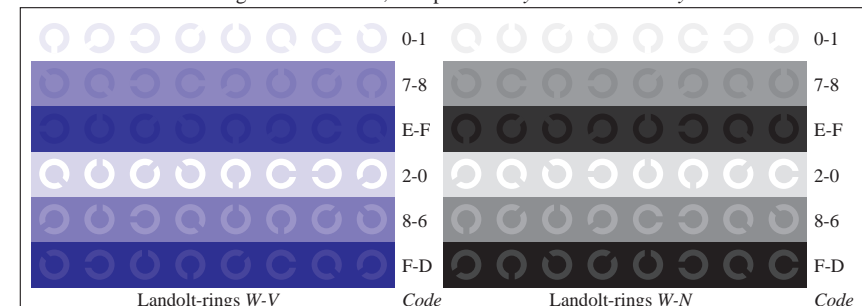 0-1 0-1
7-8 7-8
E-F E-F
2-0 2-0
8-6 8-6
F-D F-D
Landolt-rings W-V Code Landolt-rings W-N Code